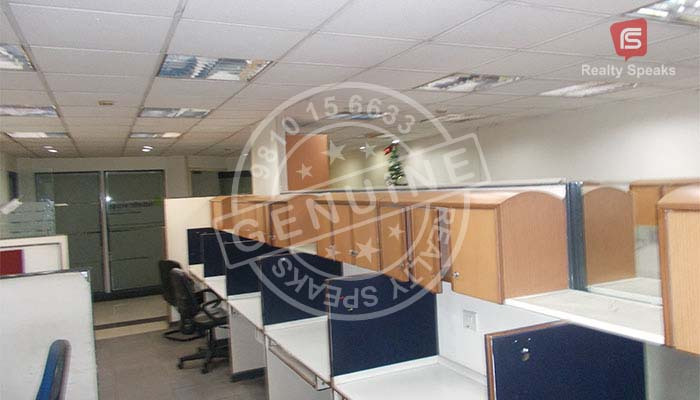 Realty Speaks
9810 15 6633
GENUINE
REALTY SPEAKS